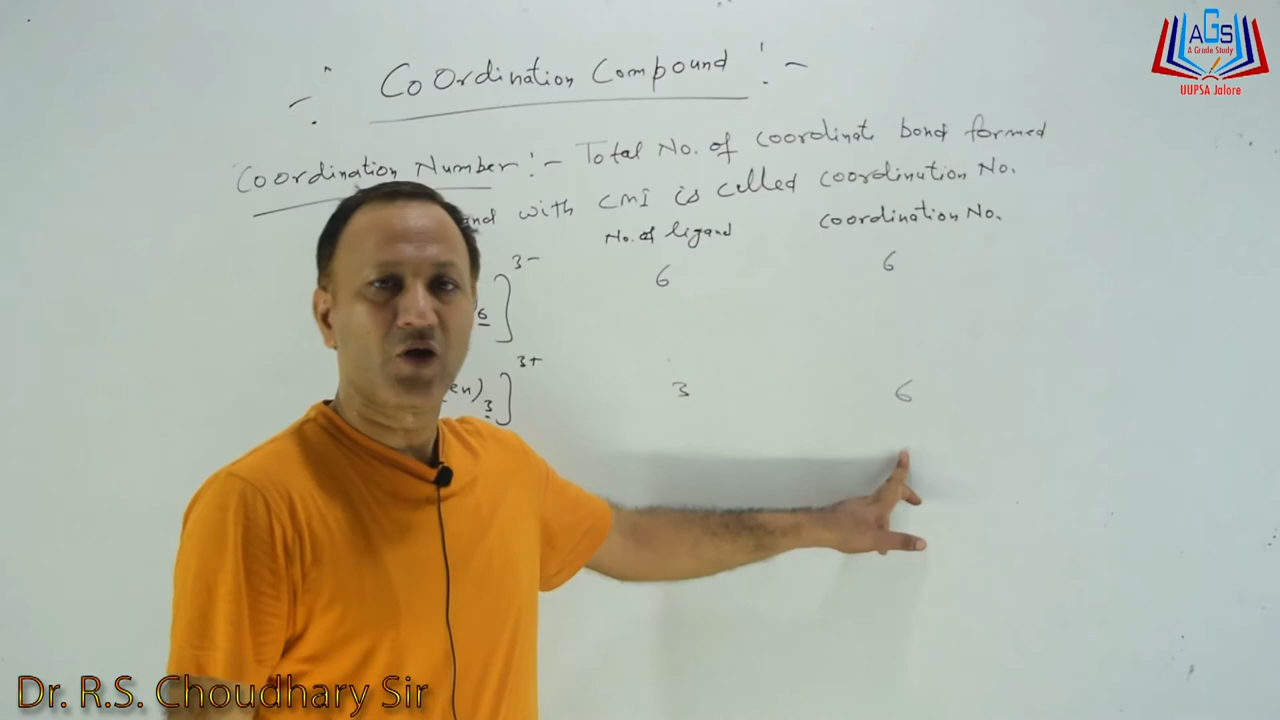 AGS
A Grade Study
UUPSA Jalore
:- CoOrdination Compound :-
Coordination Number :- Total No. of coordinat bond formed
and with CMI is called coordination No.
No. of ligand coordination No.
6 ]3- 6 6
en)3 ]3+ 3 6
Dr. R.S. Choudhary Sir